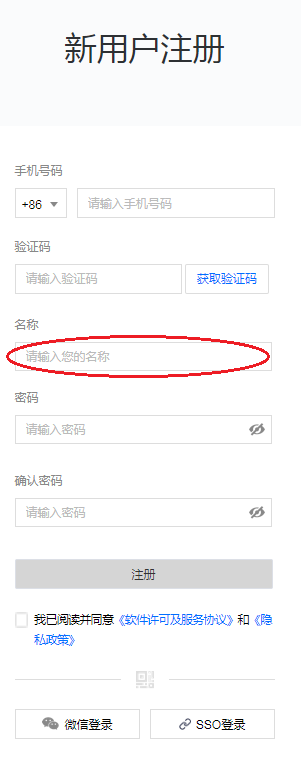 新用户注册
手机号码
+86 请输入手机号码
验证码
请输入验证码 获取验证码
名称
请输入您的名称
密码
请输入密码
确认密码
请输入密码
注册
我已阅读并同意《软件许可及服务协议》和《隐
私政策》
微信登录 SSO登录